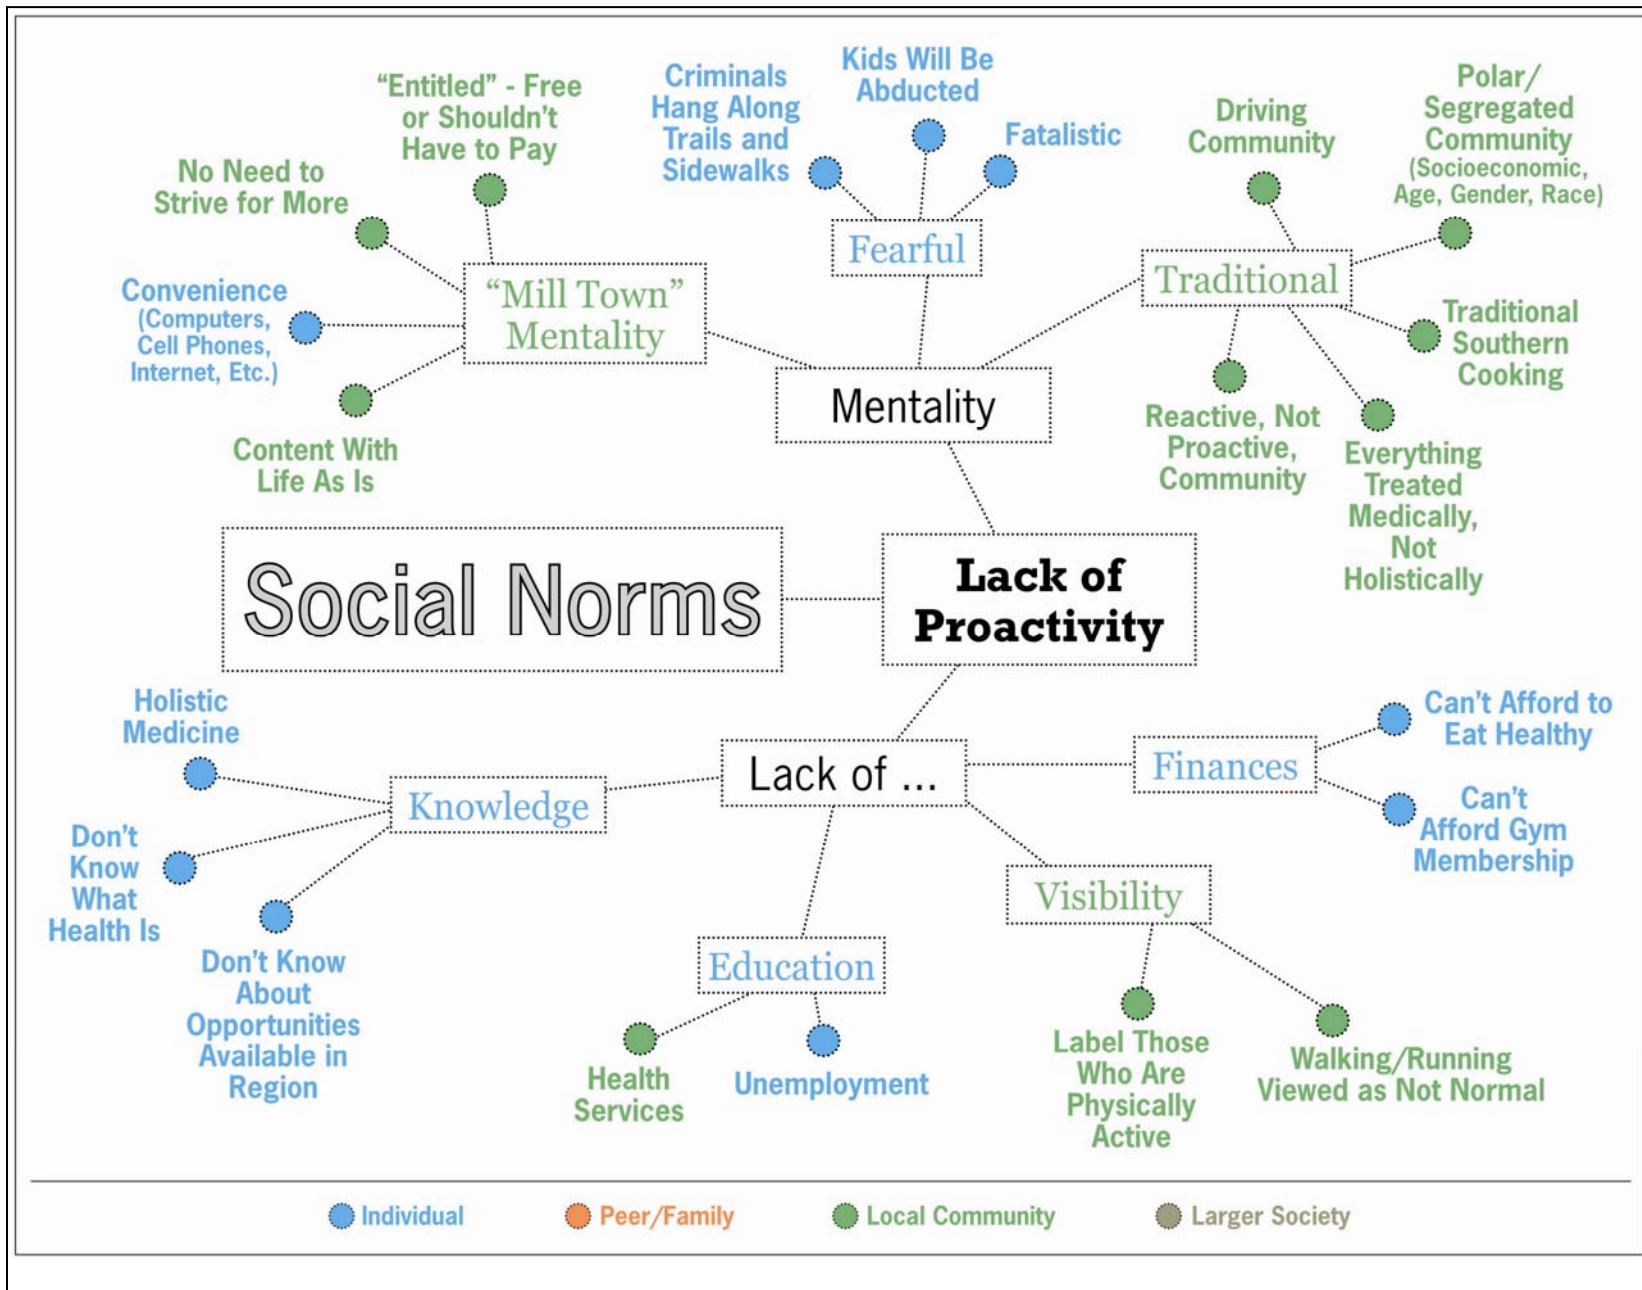 "Entitled" - Free
or Shouldn't
Have to Pay
No Need to
Strive for More
Convenience
(Computers,
Cell Phones,
Internet, Etc.)
Content With
Life As Is
"Mill Town"
Mentality
Criminals
Hang Along
Trails and
Sidewalks
Kids Will Be
Abducted
Fatalistic
Fearful
Driving
Community
Polar/
Segregated
Community
(Socioeconomic,
Age, Gender, Race)
Traditional
Traditional
Southern
Cooking
Reactive, Not
Proactive,
Community
Everything
Treated
Medically,
Not
Holistically
Mentality
Social Norms
Lack of
Proactivity
Holistic
Medicine
Don't
Know
What
Health Is
Don't Know
About
Opportunities
Available in
Region
Knowledge
Lack of ...
Finances
Can't Afford to
Eat Healthy
Can't
Afford Gym
Membership
Visibility
Education
Health
Services
Unemployment
Label Those
Who Are
Physically
Active
Walking/Running
Viewed as Not Normal
Individual
Peer/Family
Local Community
Larger Society